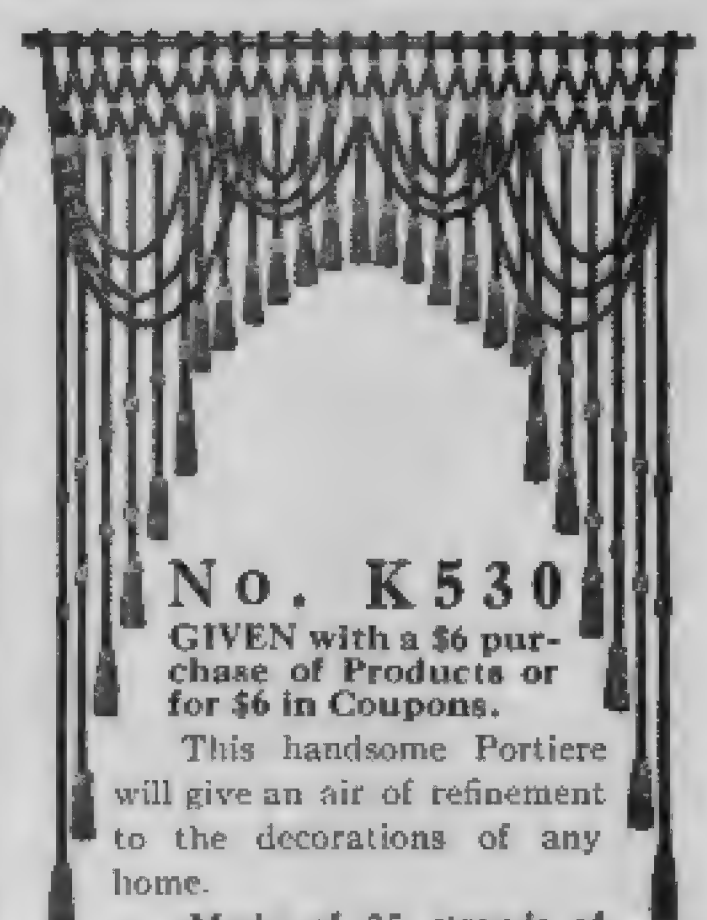 No. K530
GIVEN with a $6 pur-
chase of Products or
for $6 in Coupons.
This handsome Portiere
will give an air of refinement
to the decorations of any
home.